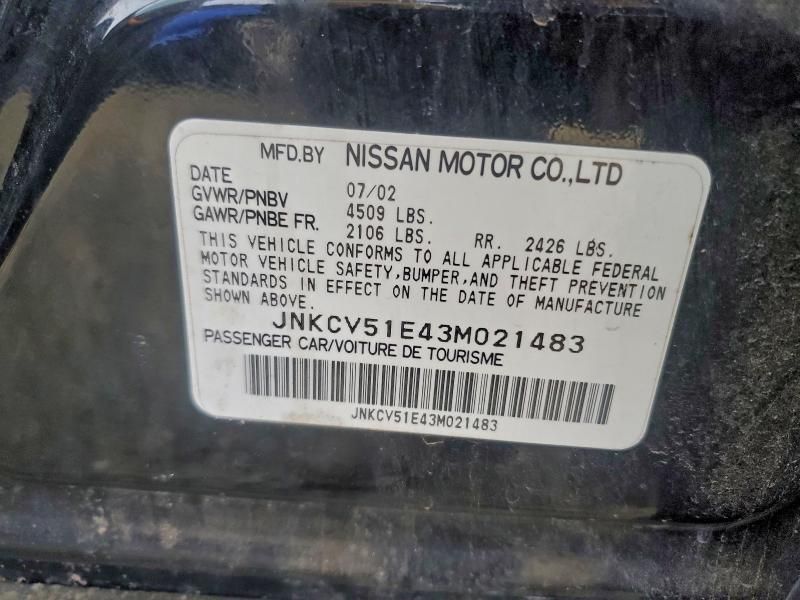 MFD.BY NISSAN MOTOR CO.,LTD
DATE 07/02
GVWR/PNBV 4509 LBS.
GAWR/PNBE FR. 2106 LBS. RR. 2426 LBS.
THIS VEHICLE CONFORMS TO ALL APPLICABLE FEDERAL
MOTOR VEHICLE SAFETY,BUMPER,AND THEFT PREVENTION
STANDARDS IN EFFECT ON THE DATE OF MANUFACTURE
SHOWN ABOVE.
JNKCV51E43M021483
PASSENGER CAR/VOITURE DE TOURISME
JNKCV51E43M021483